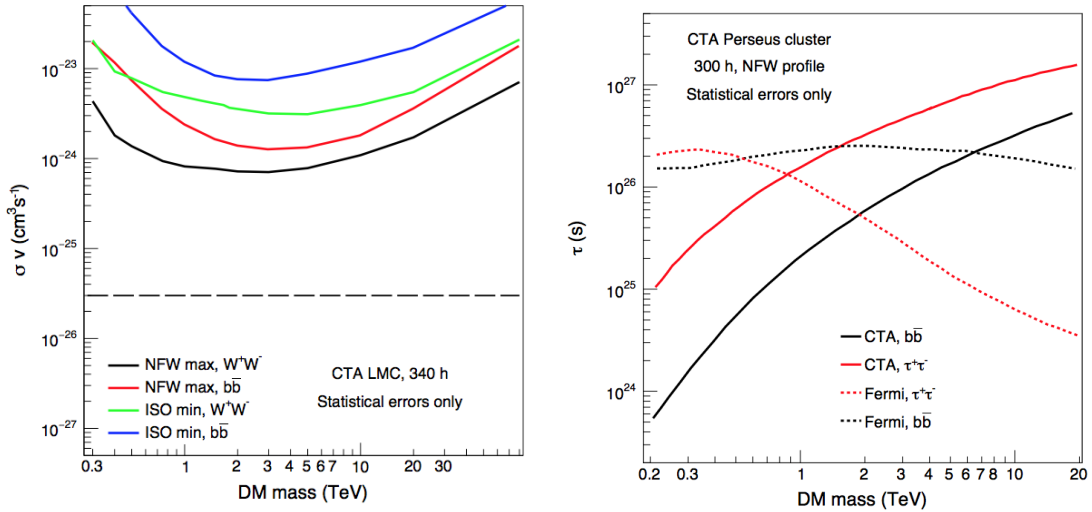 σ v (cm³s⁻¹)
10⁻²³
10⁻²⁴
10⁻²⁵
10⁻²⁶
10⁻²⁷
NFW max, W⁺W⁻
NFW max, bb̅
ISO min, W⁺W⁻
ISO min, bb̅
CTA LMC, 340 h
Statistical errors only
0.3 1 2 3 4 5 6 7 10 20 30
DM mass (TeV)
τ (s)
10²⁷
10²⁶
10²⁵
10²⁴
CTA Perseus cluster
300 h, NFW profile
Statistical errors only
CTA, bb̅
CTA, τ⁺τ⁻
Fermi, τ⁺τ⁻
Fermi, bb̅
0.2 0.3 1 2 3 4 5 6 7 8 10 20
DM mass (TeV)